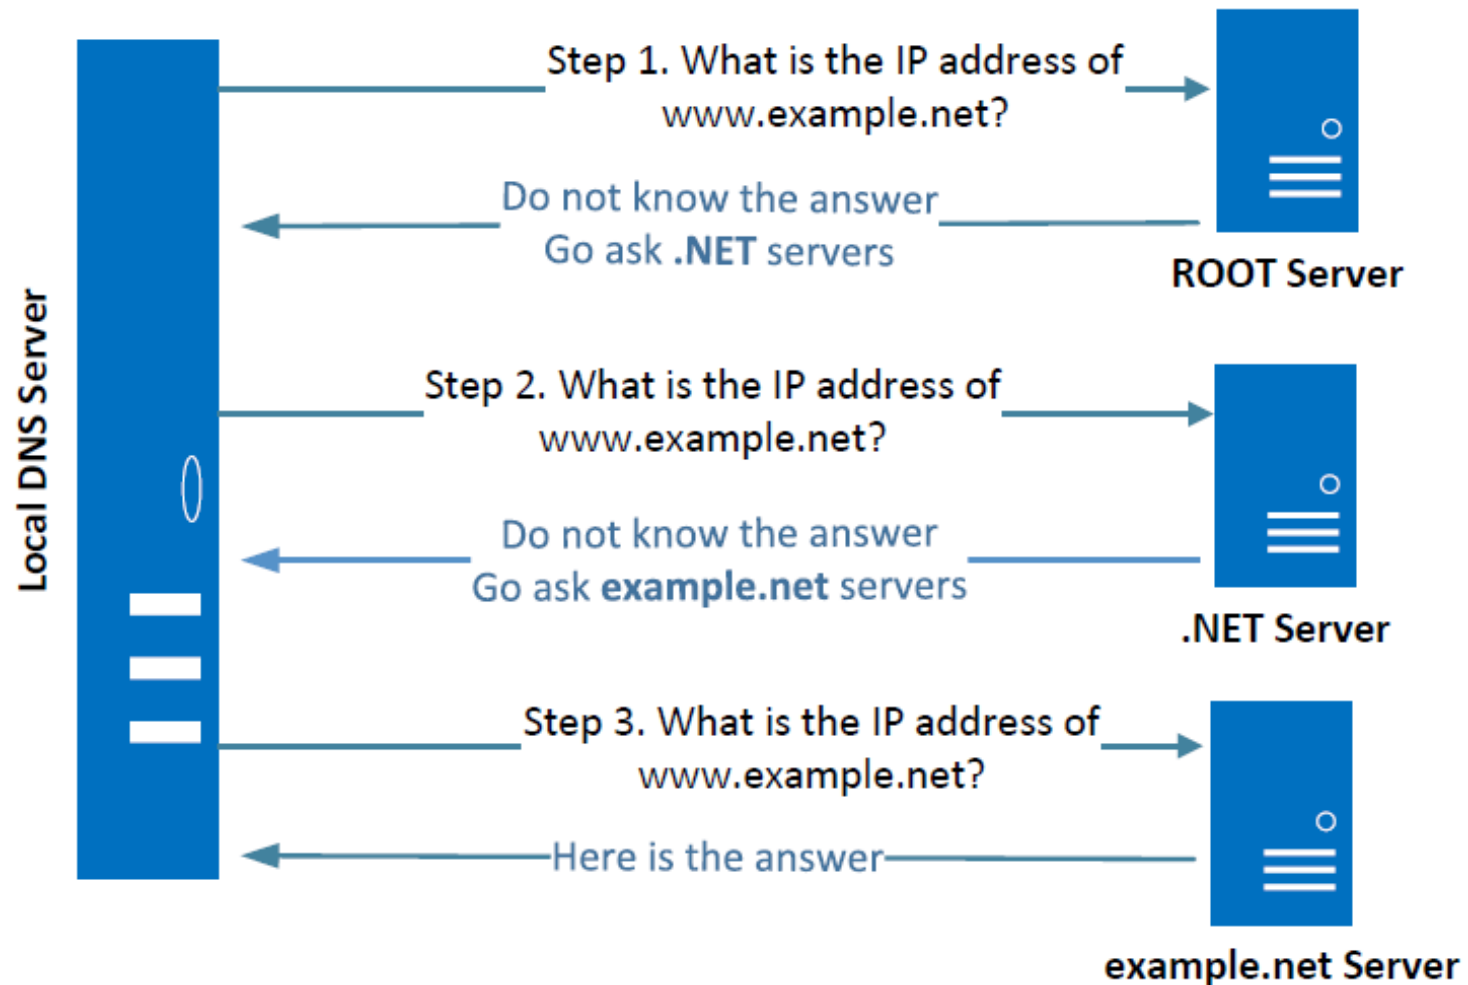 Local DNS Server
Step 1. What is the IP address of
www.example.net?
Do not know the answer
Go ask .NET servers
ROOT Server
Step 2. What is the IP address of
www.example.net?
Do not know the answer
Go ask example.net servers
.NET Server
Step 3. What is the IP address of
www.example.net?
Here is the answer
example.net Server